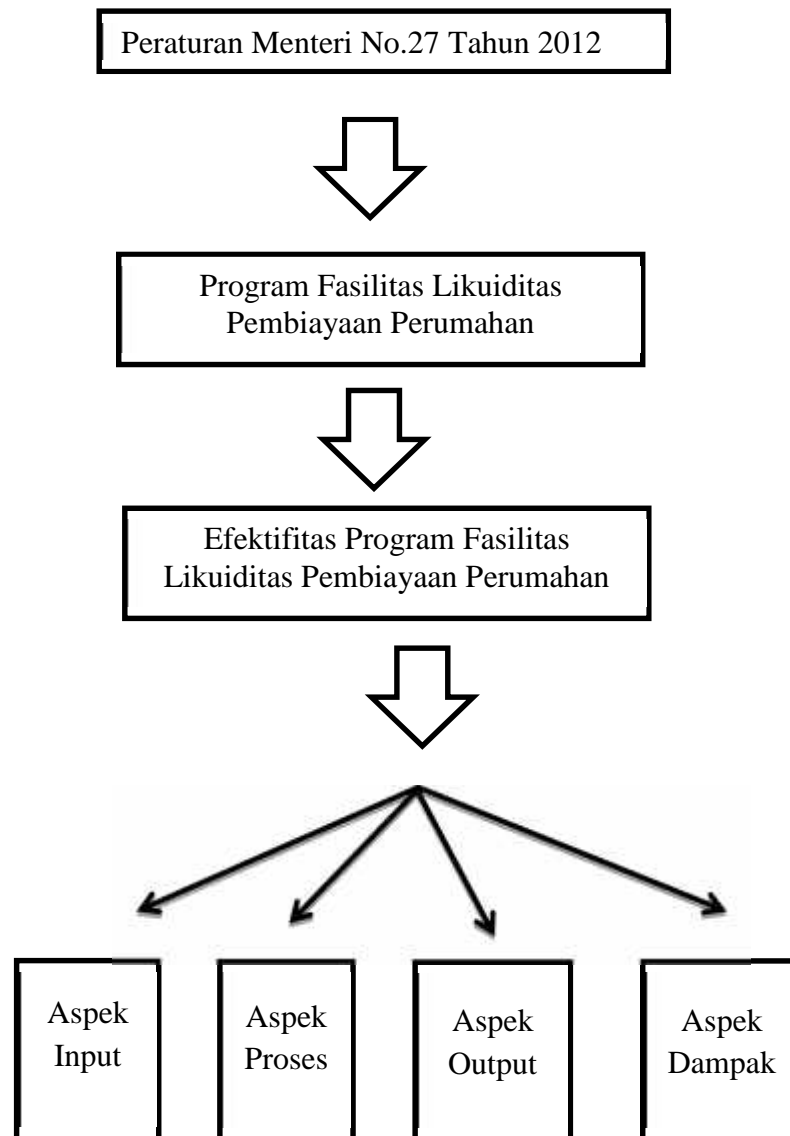 Peraturan Menteri No.27 Tahun 2012
Program Fasilitas Likuiditas
Pembiayaan Perumahan
Efektifitas Program Fasilitas
Likuiditas Pembiayaan Perumahan
Aspek
Input
Aspek
Proses
Aspek
Output
Aspek
Dampak